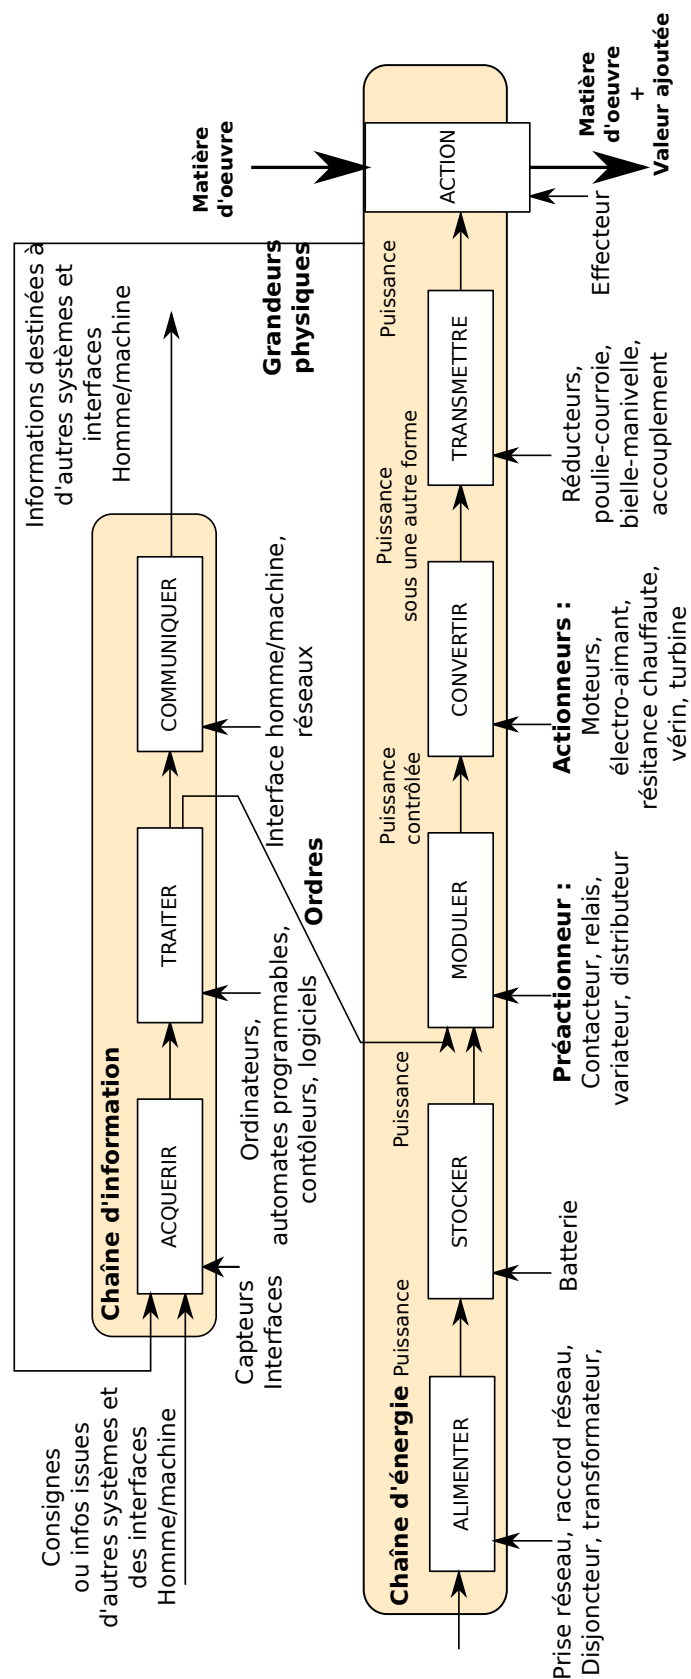 Consignes
ou infos issues
d'autres systèmes et
des interfaces
Homme/machine
Chaîne d'information
ACQUERIR
TRAITER
COMMUNIQUER
Informations destinées à
d'autres systèmes et
interfaces
Homme/machine
Capteurs
Interfaces
Ordinateurs,
automates programmables,
contôleurs, logiciels
Interface homme/machine,
réseaux
Ordres
Grandeurs
physiques
Matière
d'oeuvre
Chaîne d'énergie
Puissance
Puissance
Puissance
contrôlée
Puissance
sous une autre forme
Puissance
ALIMENTER
STOCKER
MODULER
CONVERTIR
TRANSMETTRE
ACTION
Prise réseau, raccord réseau,
Disjoncteur, transformateur,
Batterie
Préactionneur :
Contacteur, relais,
variateur, distributeur
Actionneurs :
Moteurs,
électro-aimant,
résitance chauffaute,
vérin, turbine
Réducteurs,
poulie-courroie,
bielle-manivelle,
accouplement
Effecteur
Matière
d'oeuvre
+
Valeur ajoutée